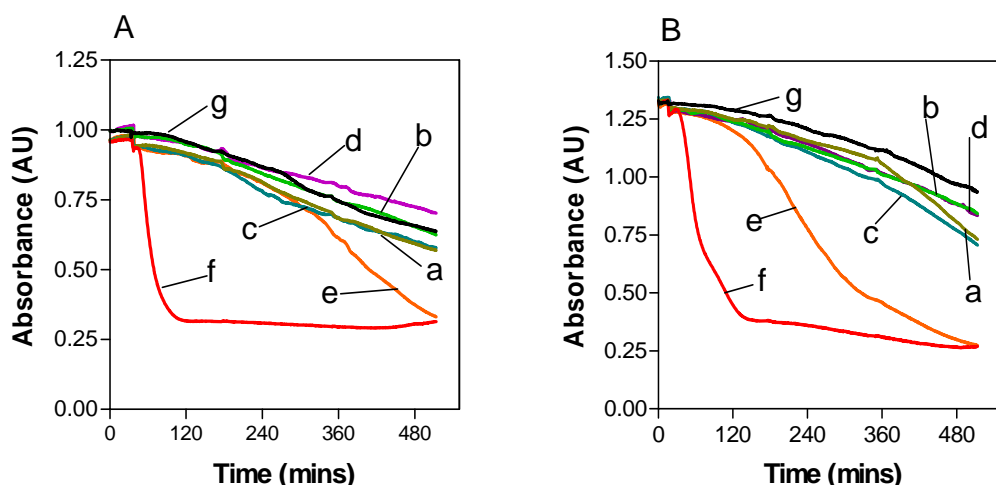 A
Absorbance (AU)
1.25
1.00
0.75
0.50
0.25
0.00
g
d
b
c
a
f
e
0
120
240
360
480
Time (mins)
B
Absorbance (AU)
1.50
1.25
1.00
0.75
0.50
0.25
0.00
g
b
d
e
c
f
a
0
120
240
360
480
Time (mins)